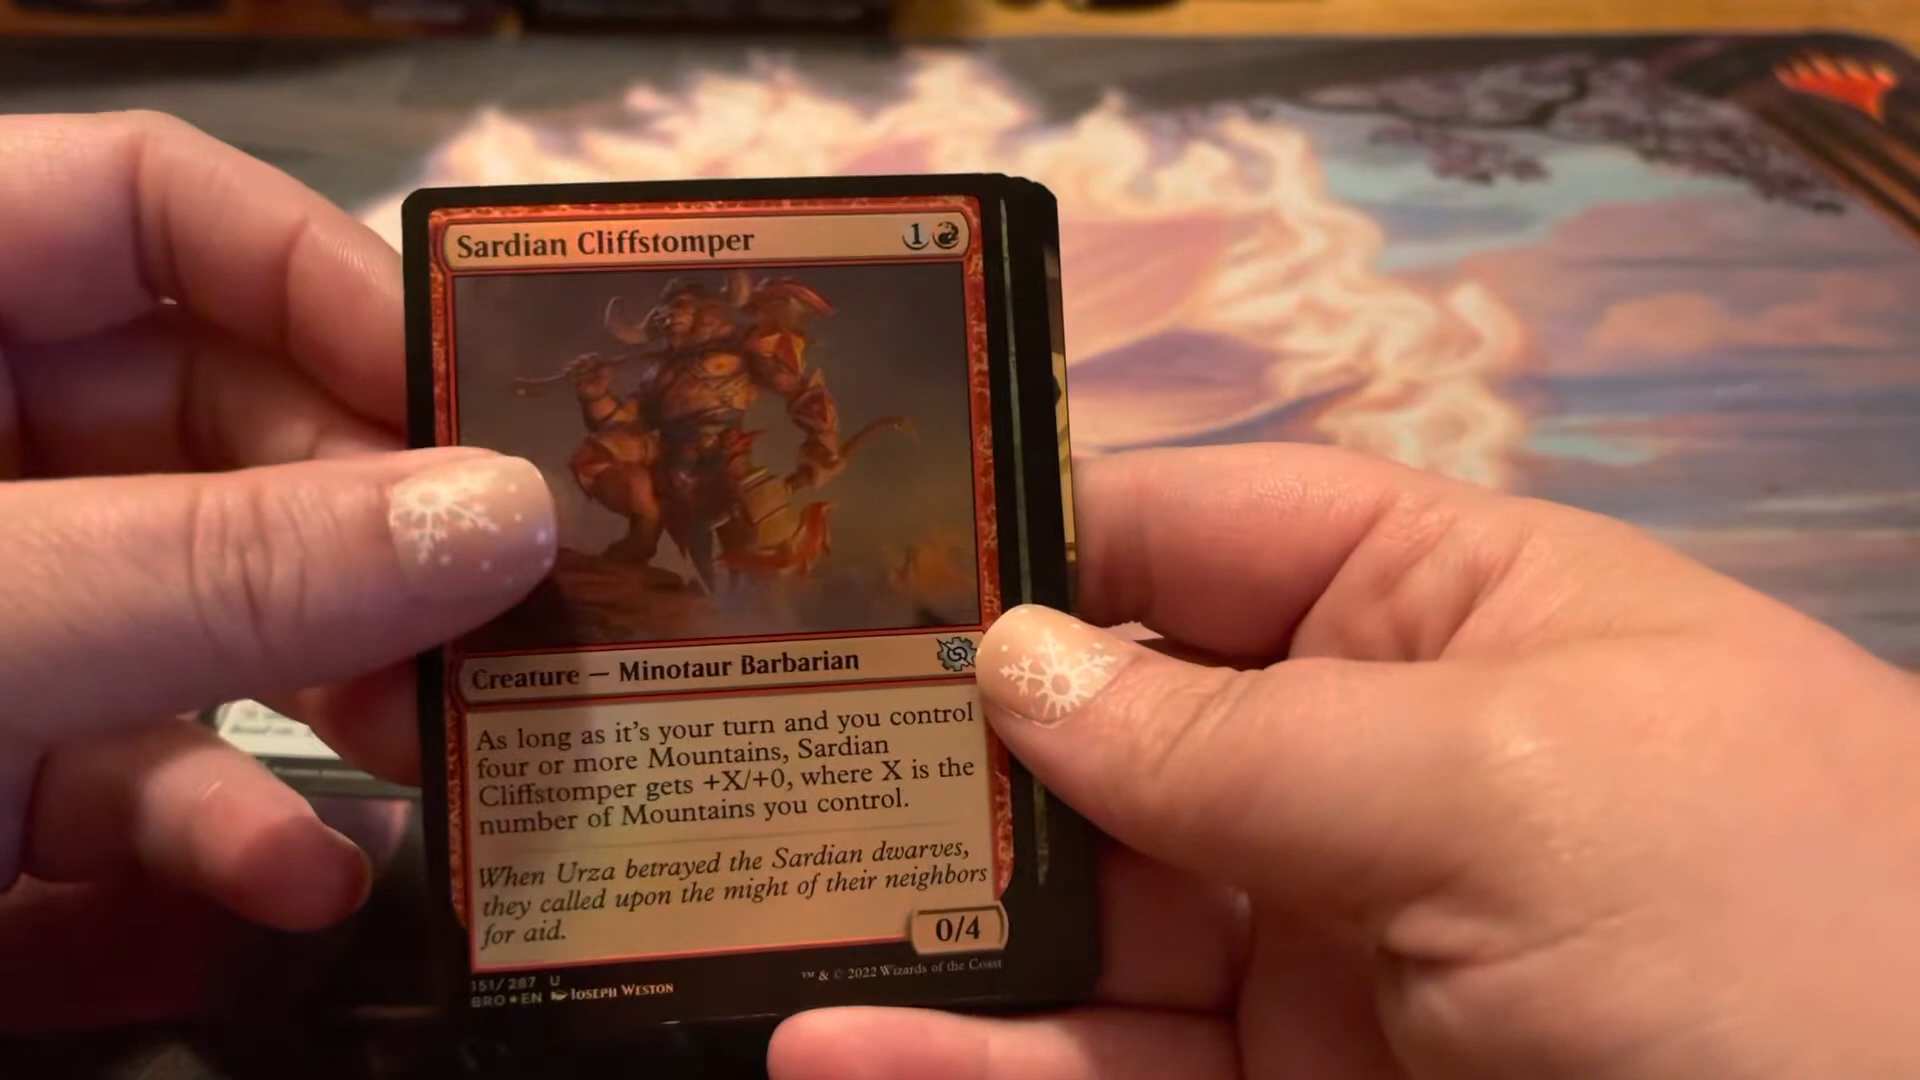 Sardian Cliffstomper 1
Creature — Minotaur Barbarian
As long as it's your turn and you control
four or more Mountains, Sardian
Cliffstomper gets +X/+0, where X is the
number of Mountains you control.
When Urza betrayed the Sardian dwarves,
they called upon the might of their neighbors
for aid.
0/4
151/287 U
BRO★EN JOSEPH WESTON
™ & © 2022 Wizards of the Coast